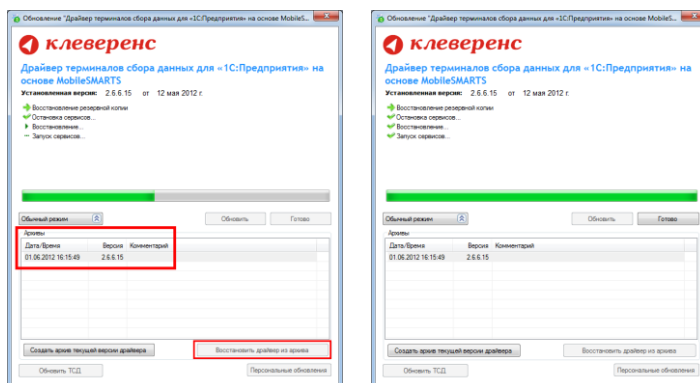 Обновление "Драйвер терминалов сбора данных для «1С:Предприятия» на основе MobileS...
клеверенс
Драйвер терминалов сбора данных для «1С:Предприятия» на
основе MobileSMARTS
Установленная версия: 2.6.6.15 от 12 мая 2012 г.
Восстановление резервной копии
Остановка сервисов...
Восстановление...
Запуск сервисов...
Обычный режим
Обновить
Готово
Архивы
Дата/Время Версия Комментарий
01.06.2012 16:15:49 2.6.6.15
Создать архив текущей версии драйвера
Восстановить драйвер из архива
Обновить ТСД
Персональные обновления
Обновление "Драйвер терминалов сбора данных для «1С:Предприятия» на основе MobileS...
клеверенс
Драйвер терминалов сбора данных для «1С:Предприятия» на
основе MobileSMARTS
Установленная версия: 2.6.6.15 от 12 мая 2012 г.
Восстановление резервной копии
Остановка сервисов...
Восстановление...
Запуск сервисов...
Обычный режим
Обновить
Готово
Архивы
Дата/Время Версия Комментарий
01.06.2012 16:15:49 2.6.6.15
Создать архив текущей версии драйвера
Восстановить драйвер из архива
Обновить ТСД
Персональные обновления